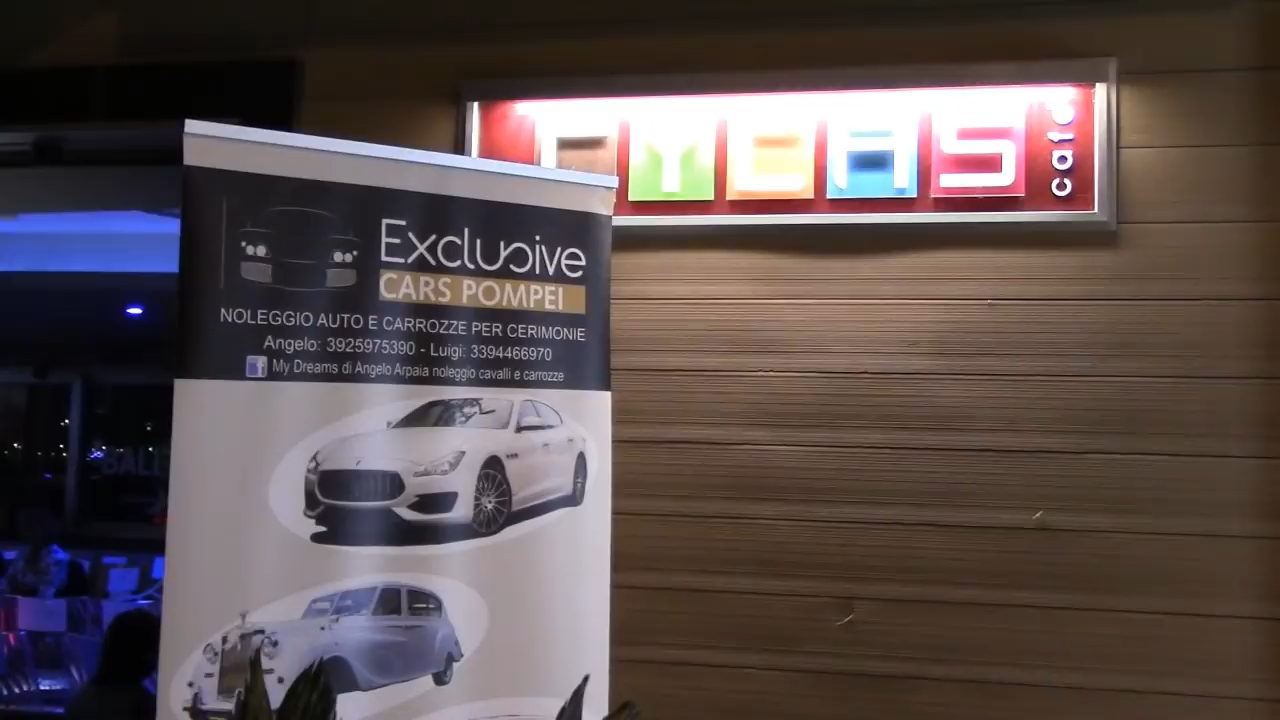 Exclusive
CARS POMPEI
NOLEGGIO AUTO E CARROZZE PER CERIMONIE
Angelo: 3925975390 - Luigi: 3394466970
f My Dreams di Angelo Arpaia noleggio cavalli e carrozze
café